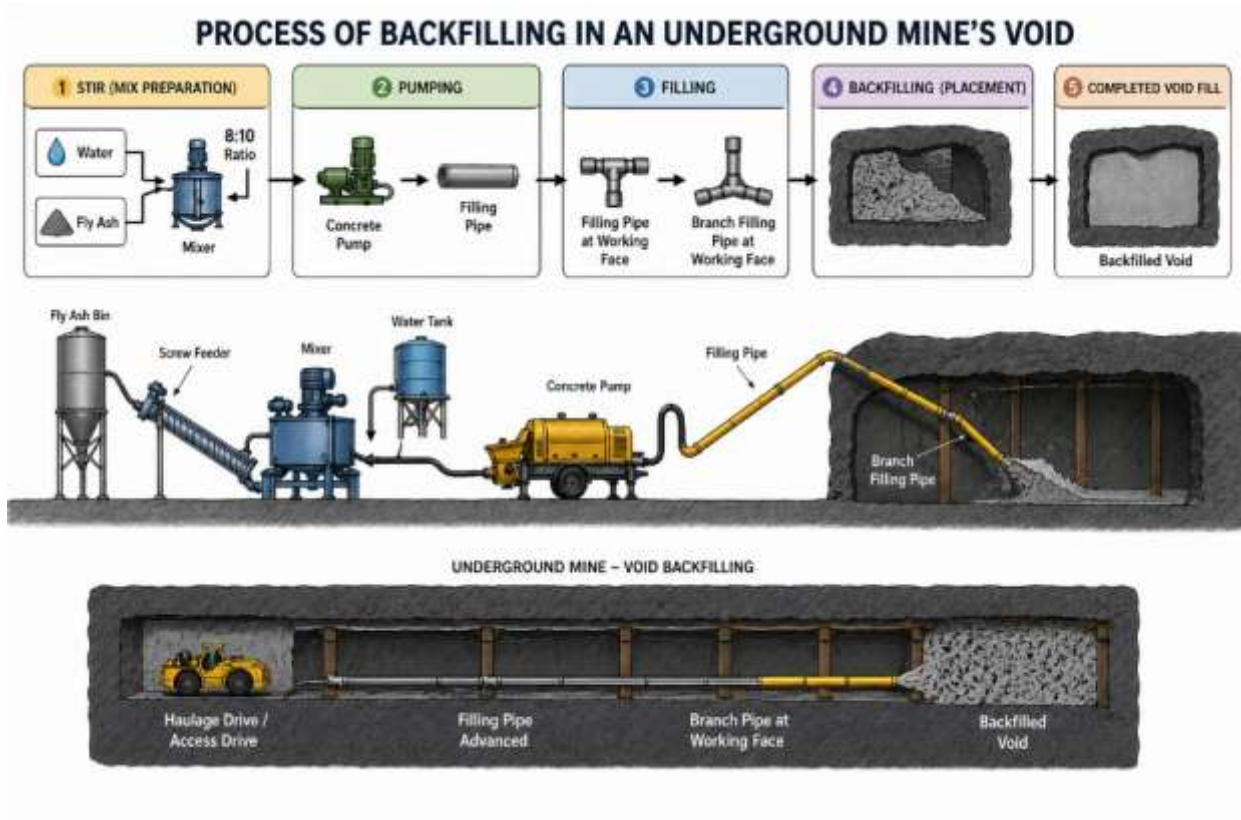 PROCESS OF BACKFILLING IN AN UNDERGROUND MINE'S VOID
1 STIR (MIX PREPARATION)
Water
Fly Ash
8:10
Ratio
Mixer
2 PUMPING
Concrete
Pump
Filling
Pipe
3 FILLING
Filling Pipe
at Working
Face
Branch Filling
Pipe at
Working Face
4 BACKFILLING (PLACEMENT)
5 COMPLETED VOID FILL
Backfilled Void
Fly Ash Bin
Screw Feeder
Mixer
Water Tank
Concrete Pump
Filling Pipe
Branch
Filling Pipe
UNDERGROUND MINE – VOID BACKFILLING
Haulage Drive /
Access Drive
Filling Pipe
Advanced
Branch Pipe at
Working Face
Backfilled
Void